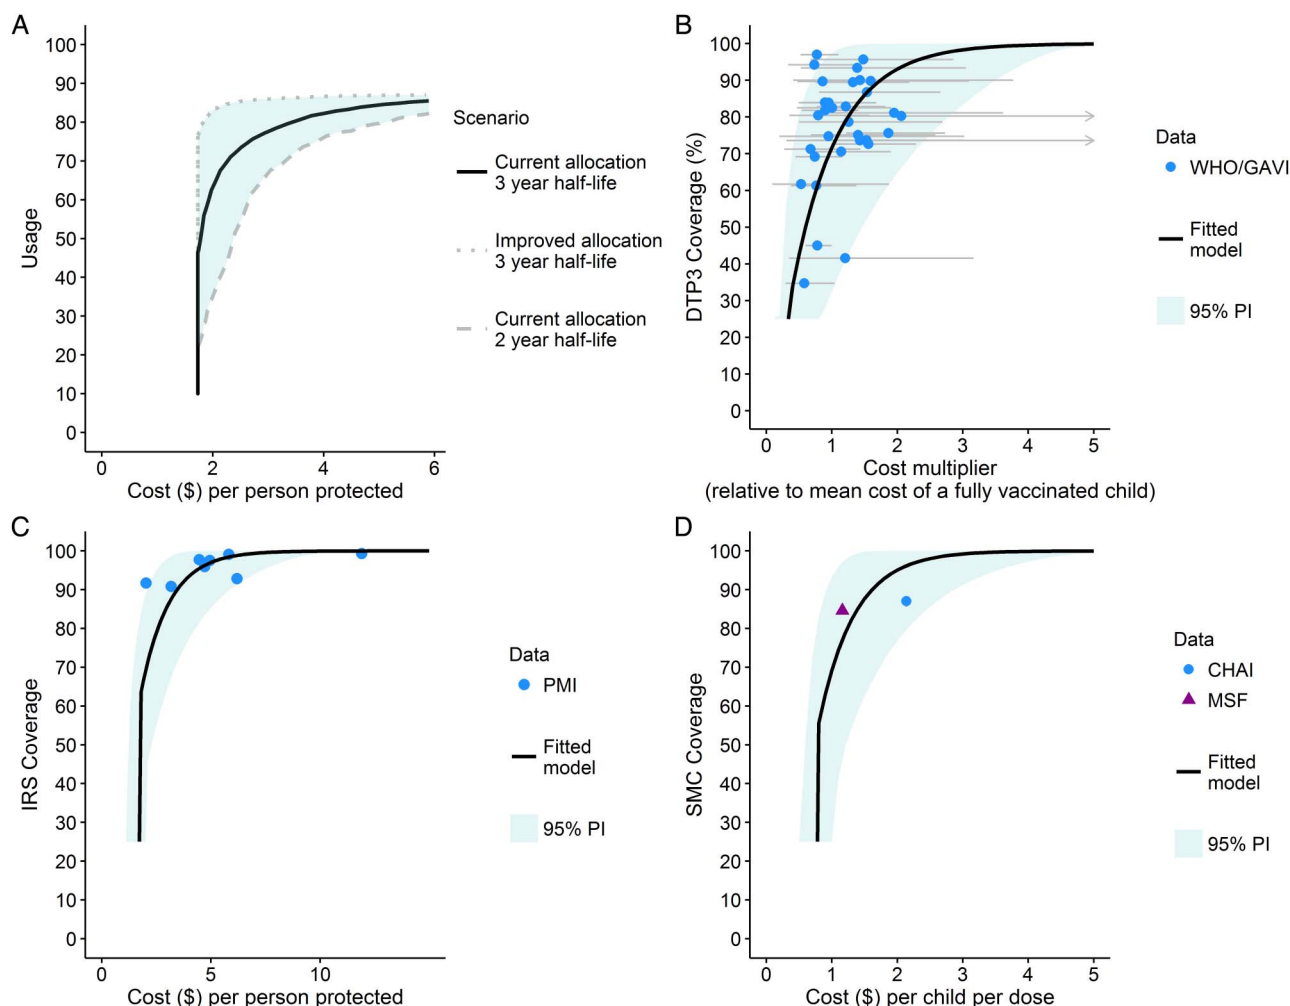 A
100
90
80
70
60
50
40
30
20
10
0
Usage
0
2
4
6
Cost ($) per person protected
Scenario
Current allocation
3 year half-life
Improved allocation
3 year half-life
Current allocation
2 year half-life
B
100
90
80
70
60
50
40
30
20
10
0
DTP3 Coverage (%)
0
1
2
3
4
5
Cost multiplier
(relative to mean cost of a fully vaccinated child)
Data
WHO/GAVI
Fitted
model
95% PI
C
100
90
80
70
60
50
40
30
20
10
0
IRS Coverage
0
5
10
Cost ($) per person protected
Data
PMI
Fitted
model
95% PI
D
100
90
80
70
60
50
40
30
20
10
0
SMC Coverage
0
1
2
3
4
5
Cost ($) per child per dose
Data
CHAI
MSF
Fitted
model
95% PI